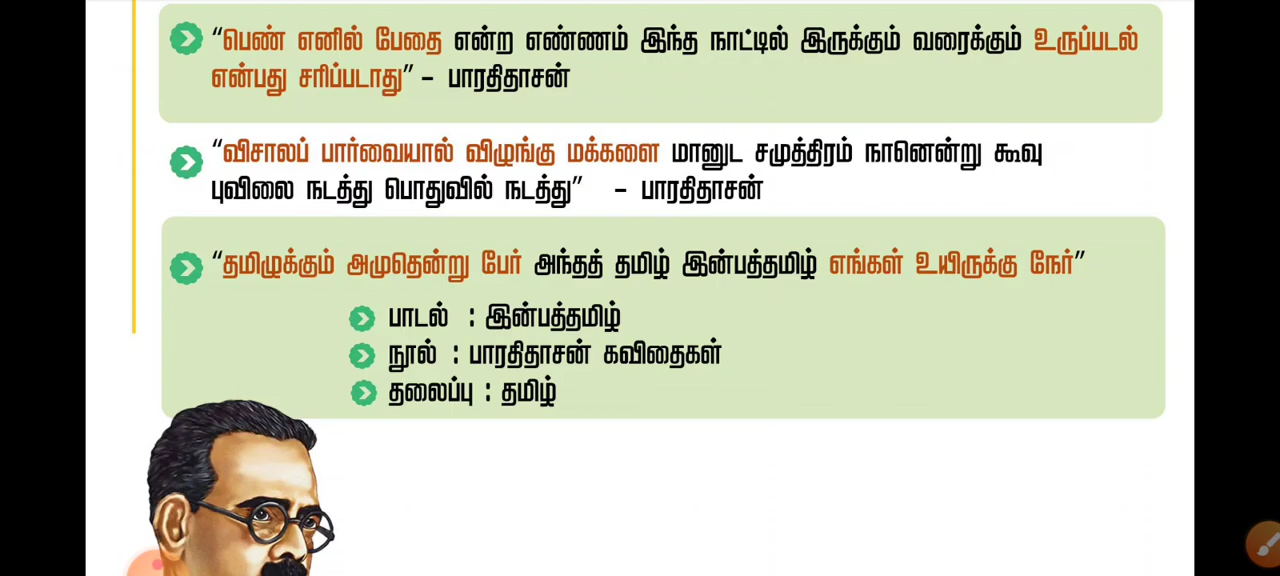 “பெண் எனில் பேதை என்ற எண்ணம் இந்த நாட்டில் இருக்கும் வரைக்கும் உருப்படல்
என்பது சரிப்படாது” – பாரதிதாசன்
“விசாலப் பார்வையால் விழுங்கு மக்களை மானுட சமுத்திரம் நானென்று கூவு
புவிலை நடத்து பொதுவில் நடத்து” – பாரதிதாசன்
“தமிழுக்கும் அமுதென்று பேர் அந்தத் தமிழ் இன்பத்தமிழ் எங்கள் உயிருக்கு நேர்”
பாடல் : இன்பத்தமிழ்
நூல் : பாரதிதாசன் கவிதைகள்
தலைப்பு : தமிழ்